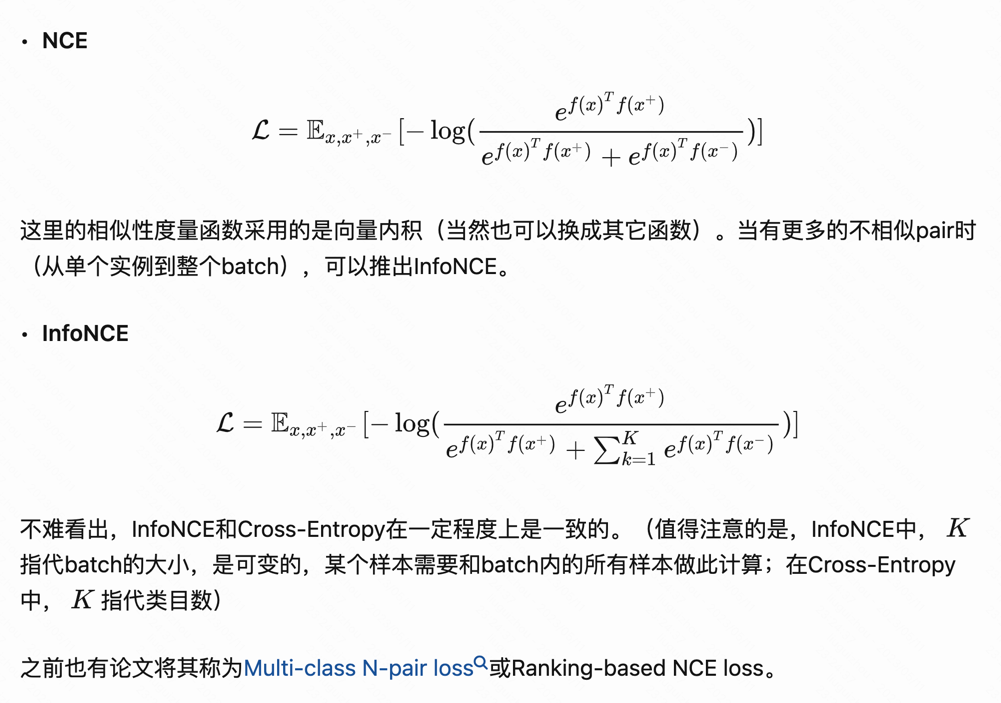 • NCE
$$\mathcal{L} = \mathbb{E}_{x,x^+,x^-}[-\log(\frac{e^{f(x)^T f(x^+)}}{e^{f(x)^T f(x^+)} + e^{f(x)^T f(x^-)}})]$$
这里的相似性度量函数采用的是向量内积（当然也可以换成其它函数）。当有更多的不相似pair时
（从单个实例到整个batch），可以推出InfoNCE。
• InfoNCE
$$\mathcal{L} = \mathbb{E}_{x,x^+,x^-}[-\log(\frac{e^{f(x)^T f(x^+)}}{e^{f(x)^T f(x^+)} + \sum_{k=1}^{K} e^{f(x)^T f(x^-)}})]$$
不难看出，InfoNCE和Cross-Entropy在一定程度上是一致的。（值得注意的是，InfoNCE中， K
指代batch的大小，是可变的，某个样本需要和batch内的所有样本做此计算；在Cross-Entropy
中， K 指代类目数）
之前也有论文将其称为Multi-class N-pair loss或Ranking-based NCE loss。